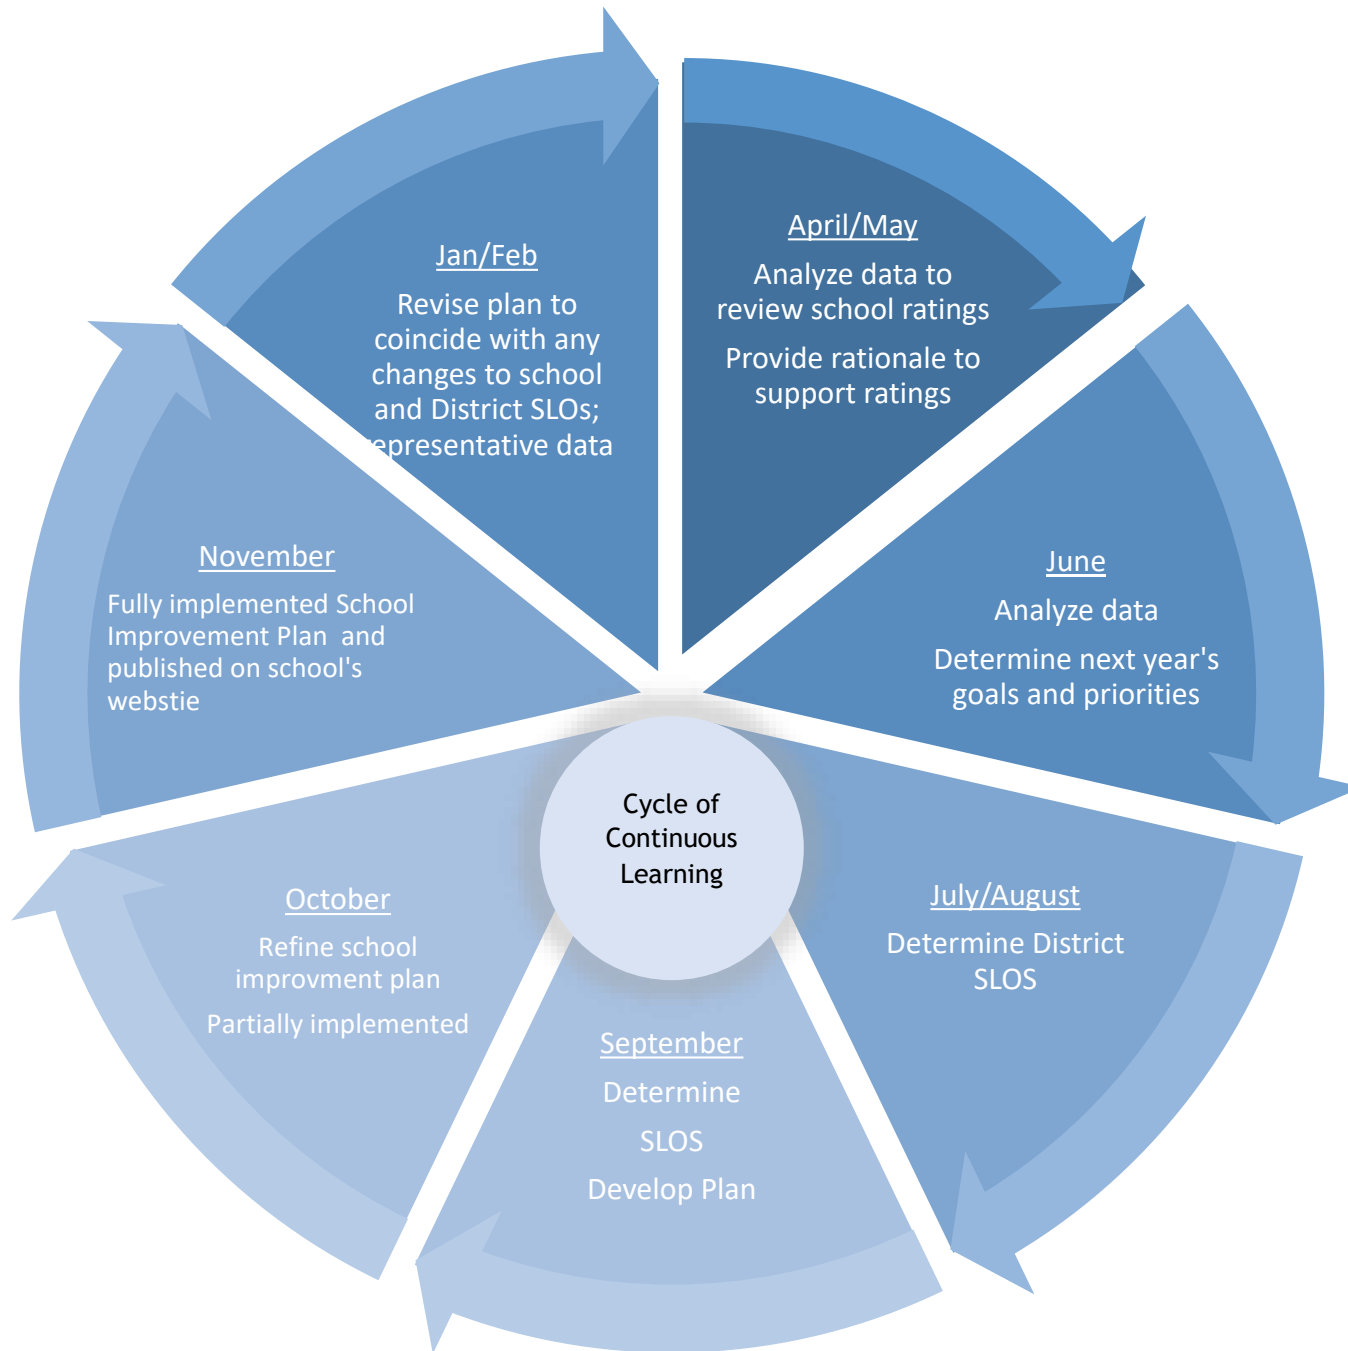 April/May
Analyze data to
review school ratings
Provide rationale to
support ratings
June
Analyze data
Determine next year's
goals and priorities
July/August
Determine District
SLOS
September
Determine
SLOS
Develop Plan
October
Refine school
improvment plan
Partially implemented
November
Fully implemented School
Improvement Plan  and
published on school's
webstie
Jan/Feb
Revise plan to
coincide with any
changes to school
and District SLOs;
representative data
Cycle of
Continuous
Learning